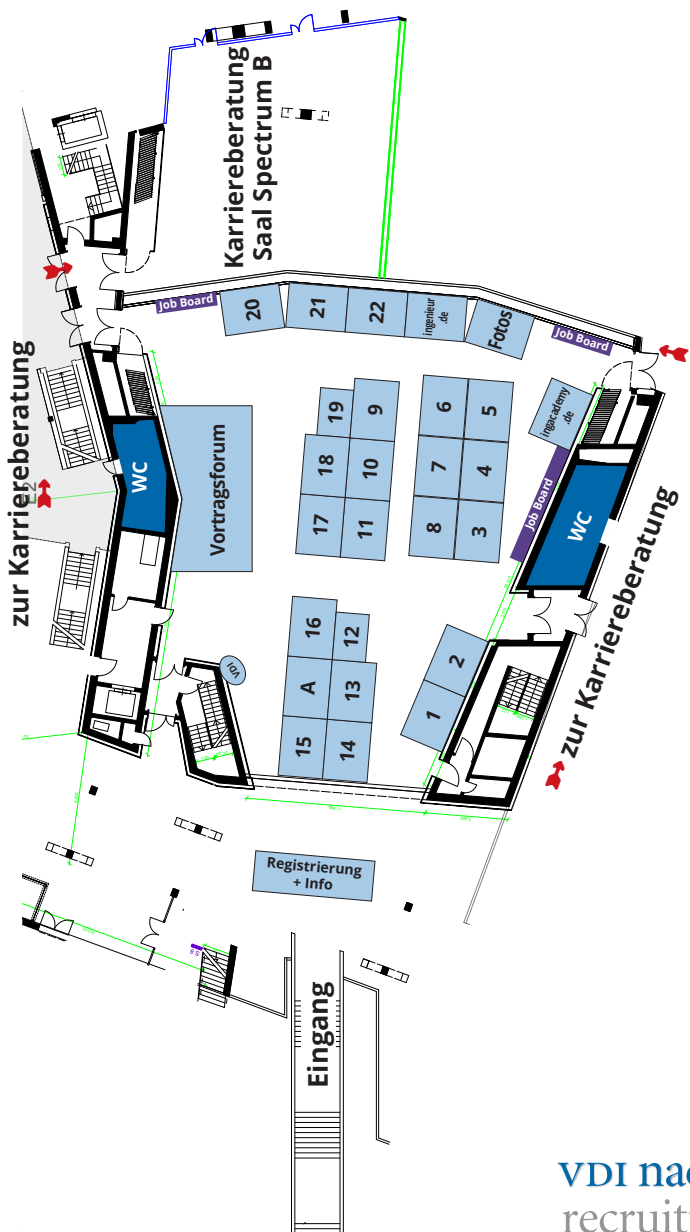 Karriereberatung
Saal Spectrum B
zur Karriereberatung
E2
Job Board
20
21
22
ingenieur
.de
Fotos
Job Board
WC
Vortragsforum
19
9
18
10
17
11
6
5
7
4
8
3
ingacademy
.de
Job Board
WC
zur Karriereberatung
VDI
16
12
A
13
15
14
2
1
Registrierung
+ Info
Eingang
VDI nac
recruit